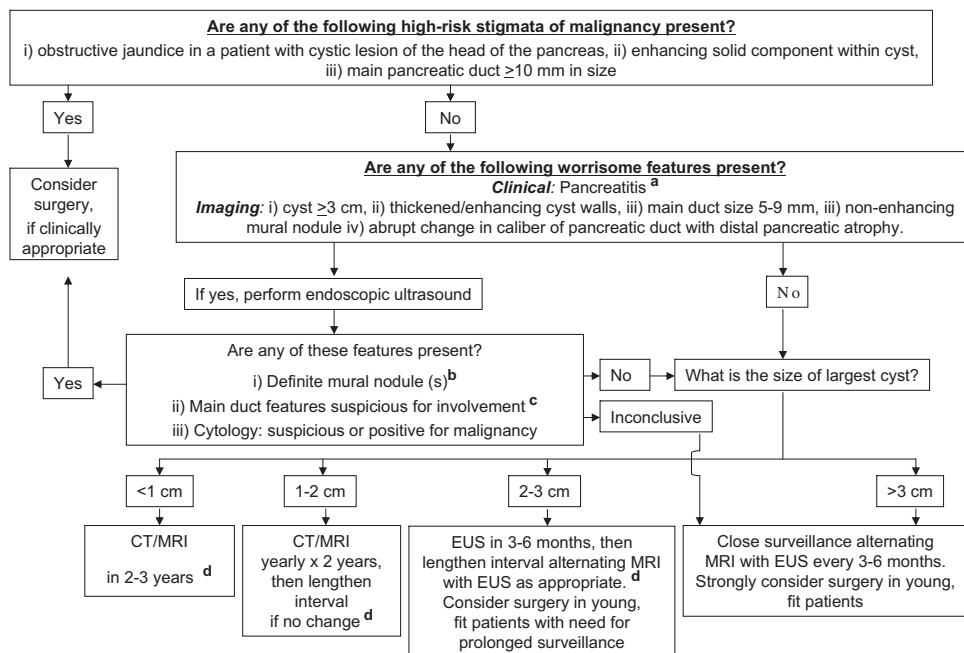 Are any of the following high-risk stigmata of malignancy present?
i) obstructive jaundice in a patient with cystic lesion of the head of the pancreas, ii) enhancing solid component within cyst,
iii) main pancreatic duct ≥10 mm in size
Yes
No
Consider
surgery,
if clinically
appropriate
Are any of the following worrisome features present?
Clinical: Pancreatitis a
Imaging: i) cyst ≥3 cm, ii) thickened/enhancing cyst walls, iii) main duct size 5-9 mm, iii) non-enhancing
mural nodule iv) abrupt change in caliber of pancreatic duct with distal pancreatic atrophy.
If yes, perform endoscopic ultrasound
No
Are any of these features present?
i) Definite mural nodule (s) b
ii) Main duct features suspicious for involvement c
iii) Cytology: suspicious or positive for malignancy
Yes
No
What is the size of largest cyst?
Inconclusive
<1 cm
1-2 cm
2-3 cm
>3 cm
CT/MRI
in 2-3 years d
CT/MRI
yearly x 2 years,
then lengthen
interval
if no change d
EUS in 3-6 months, then
lengthen interval alternating MRI
with EUS as appropriate. d
Consider surgery in young,
fit patients with need for
prolonged surveillance
Close surveillance alternating
MRI with EUS every 3-6 months.
Strongly consider surgery in young,
fit patients